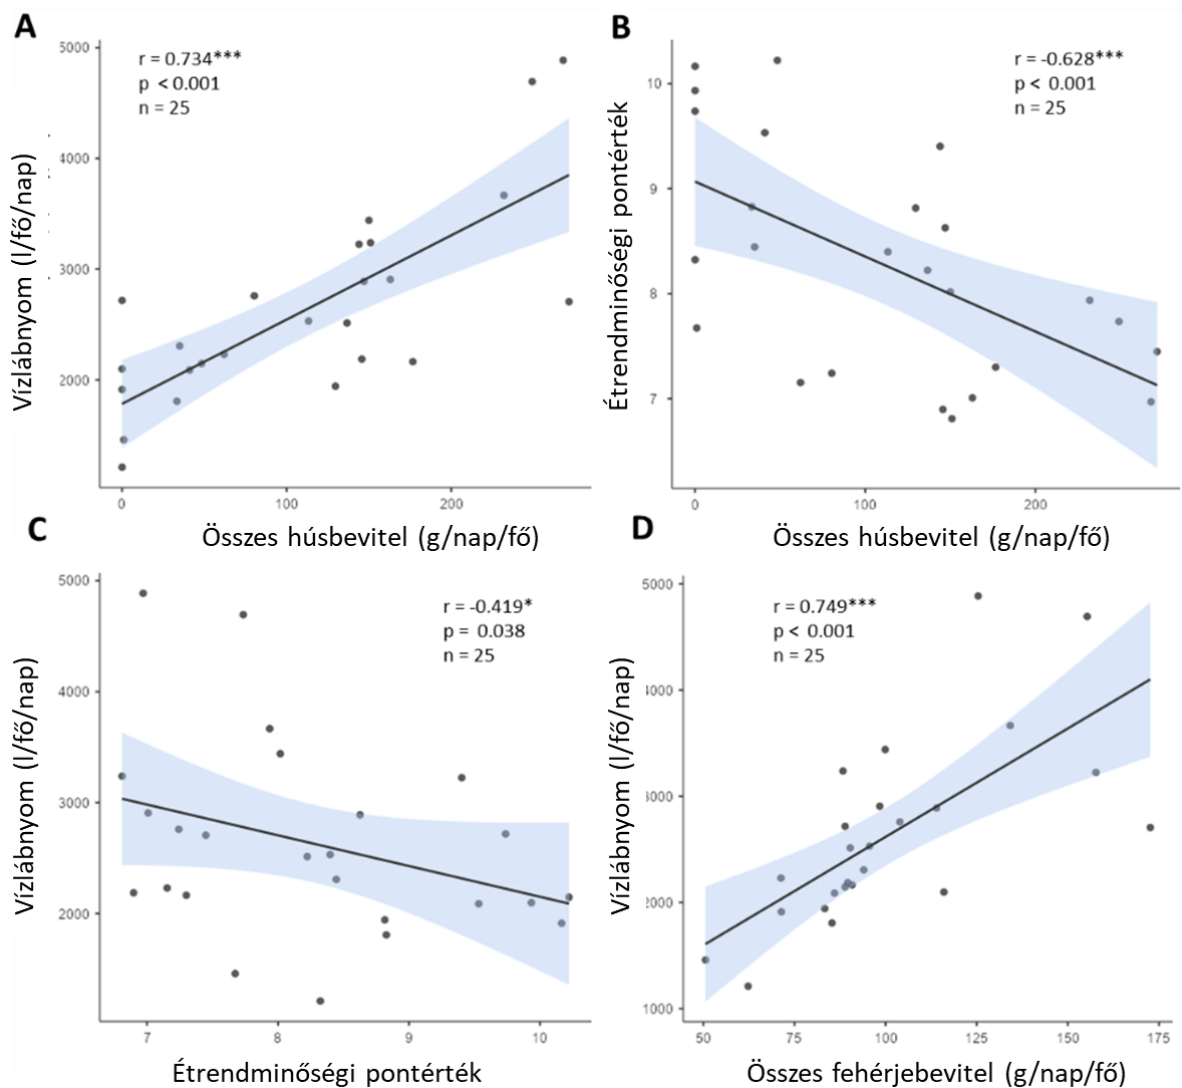 A
r = 0.734***
p < 0.001
n = 25
Vízlábnyom (l/fő/nap)
5000
4000
3000
2000
0
100
200
Összes húsbevitel (g/nap/fő)
B
r = -0.628***
p < 0.001
n = 25
Étrendminőségi pontérték
10
9
8
7
0
100
200
Összes húsbevitel (g/nap/fő)
C
r = -0.419*
p = 0.038
n = 25
Vízlábnyom (l/fő/nap)
5000
4000
3000
2000
7
8
9
10
Étrendminőségi pontérték
D
r = 0.749***
p < 0.001
n = 25
Vízlábnyom (l/fő/nap)
5000
4000
3000
2000
1000
50
75
100
125
150
175
Összes fehérjebevitel (g/nap/fő)